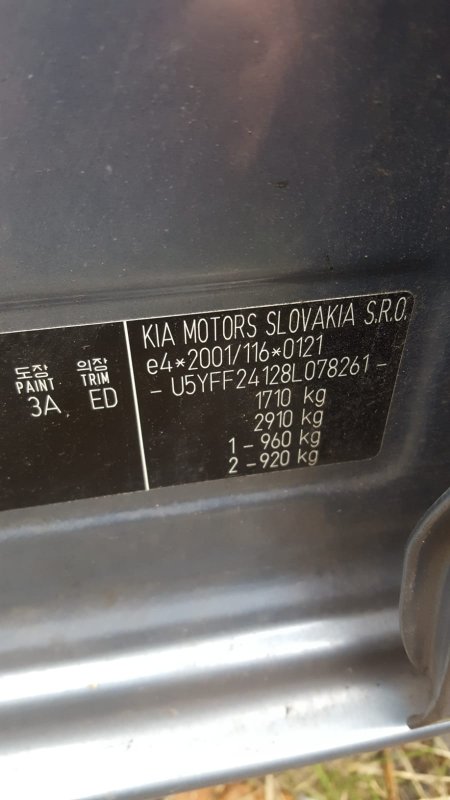 도장 의장
PAINT TRIM
3A ED
KIA MOTORS SLOVAKIA S.R.O.
e4*2001/116*0121
- U5YFF24128L078261 -
1710 kg
2910 kg
1 - 960 kg
2 - 920 kg